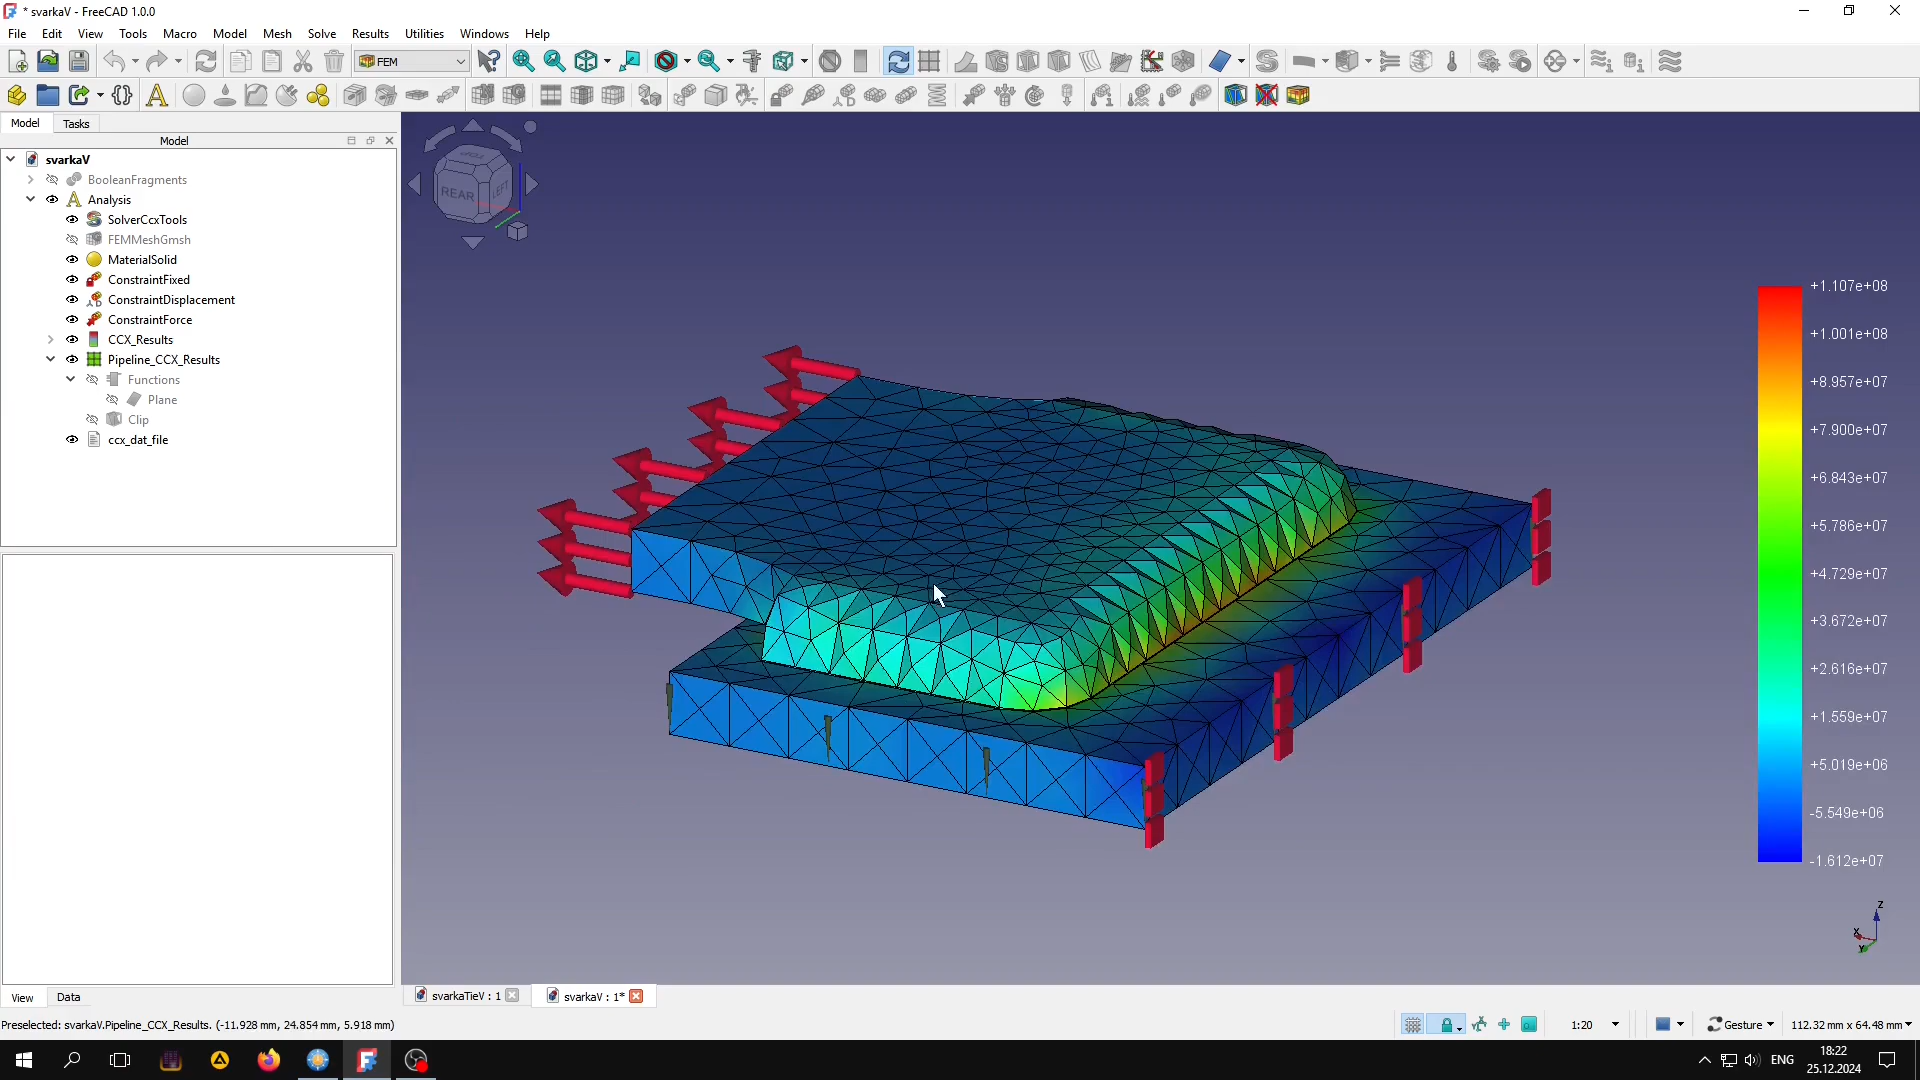 * svarkaV - FreeCAD 1.0.0
File Edit View Tools Macro Model Mesh Solve Results Utilities Windows Help
FEM
Model Tasks
Model
svarkaV
BooleanFragments
Analysis
SolverCcxTools
FEMMeshGmsh
MaterialSolid
ConstraintFixed
ConstraintDisplacement
ConstraintForce
CCX_Results
Pipeline_CCX_Results
Functions
Plane
Clip
ccx_dat_file
REAR LEFT
+1.107e+08
+1.001e+08
+8.957e+07
+7.900e+07
+6.843e+07
+5.786e+07
+4.729e+07
+3.672e+07
+2.616e+07
+1.559e+07
+5.019e+06
-5.549e+06
-1.612e+07
Z
X
Y
View Data
svarkaTieV : 1 svarkaV : 1*
Preselected: svarkaV.Pipeline_CCX_Results. (-11.928 mm, 24.854 mm, 5.918 mm)
1:20 Gesture 112.32 mm x 64.48 mm
ENG
18:22
25.12.2024